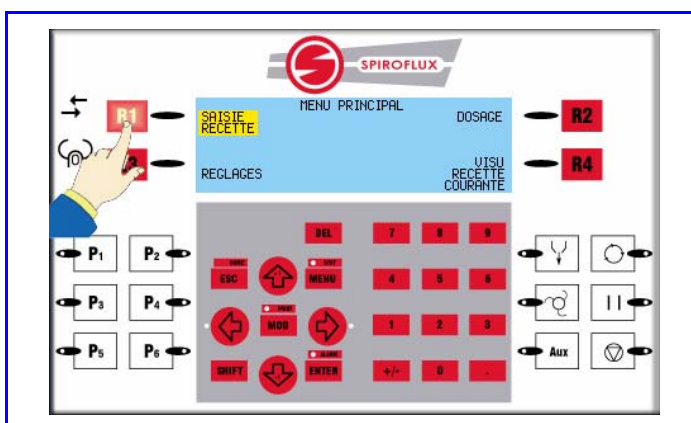 SPIROFLUX
MENU PRINCIPAL
R1 SAISIE RECETTE DOSAGE R2
REGLAGES VISU RECETTE COURANTE R4
DEL 7 8 9
P1 P2 ESC MENU 4 5 6
P3 P4 MOD 1 2 3
P5 P6 SHIFT ENTER +/- 0 . Aux